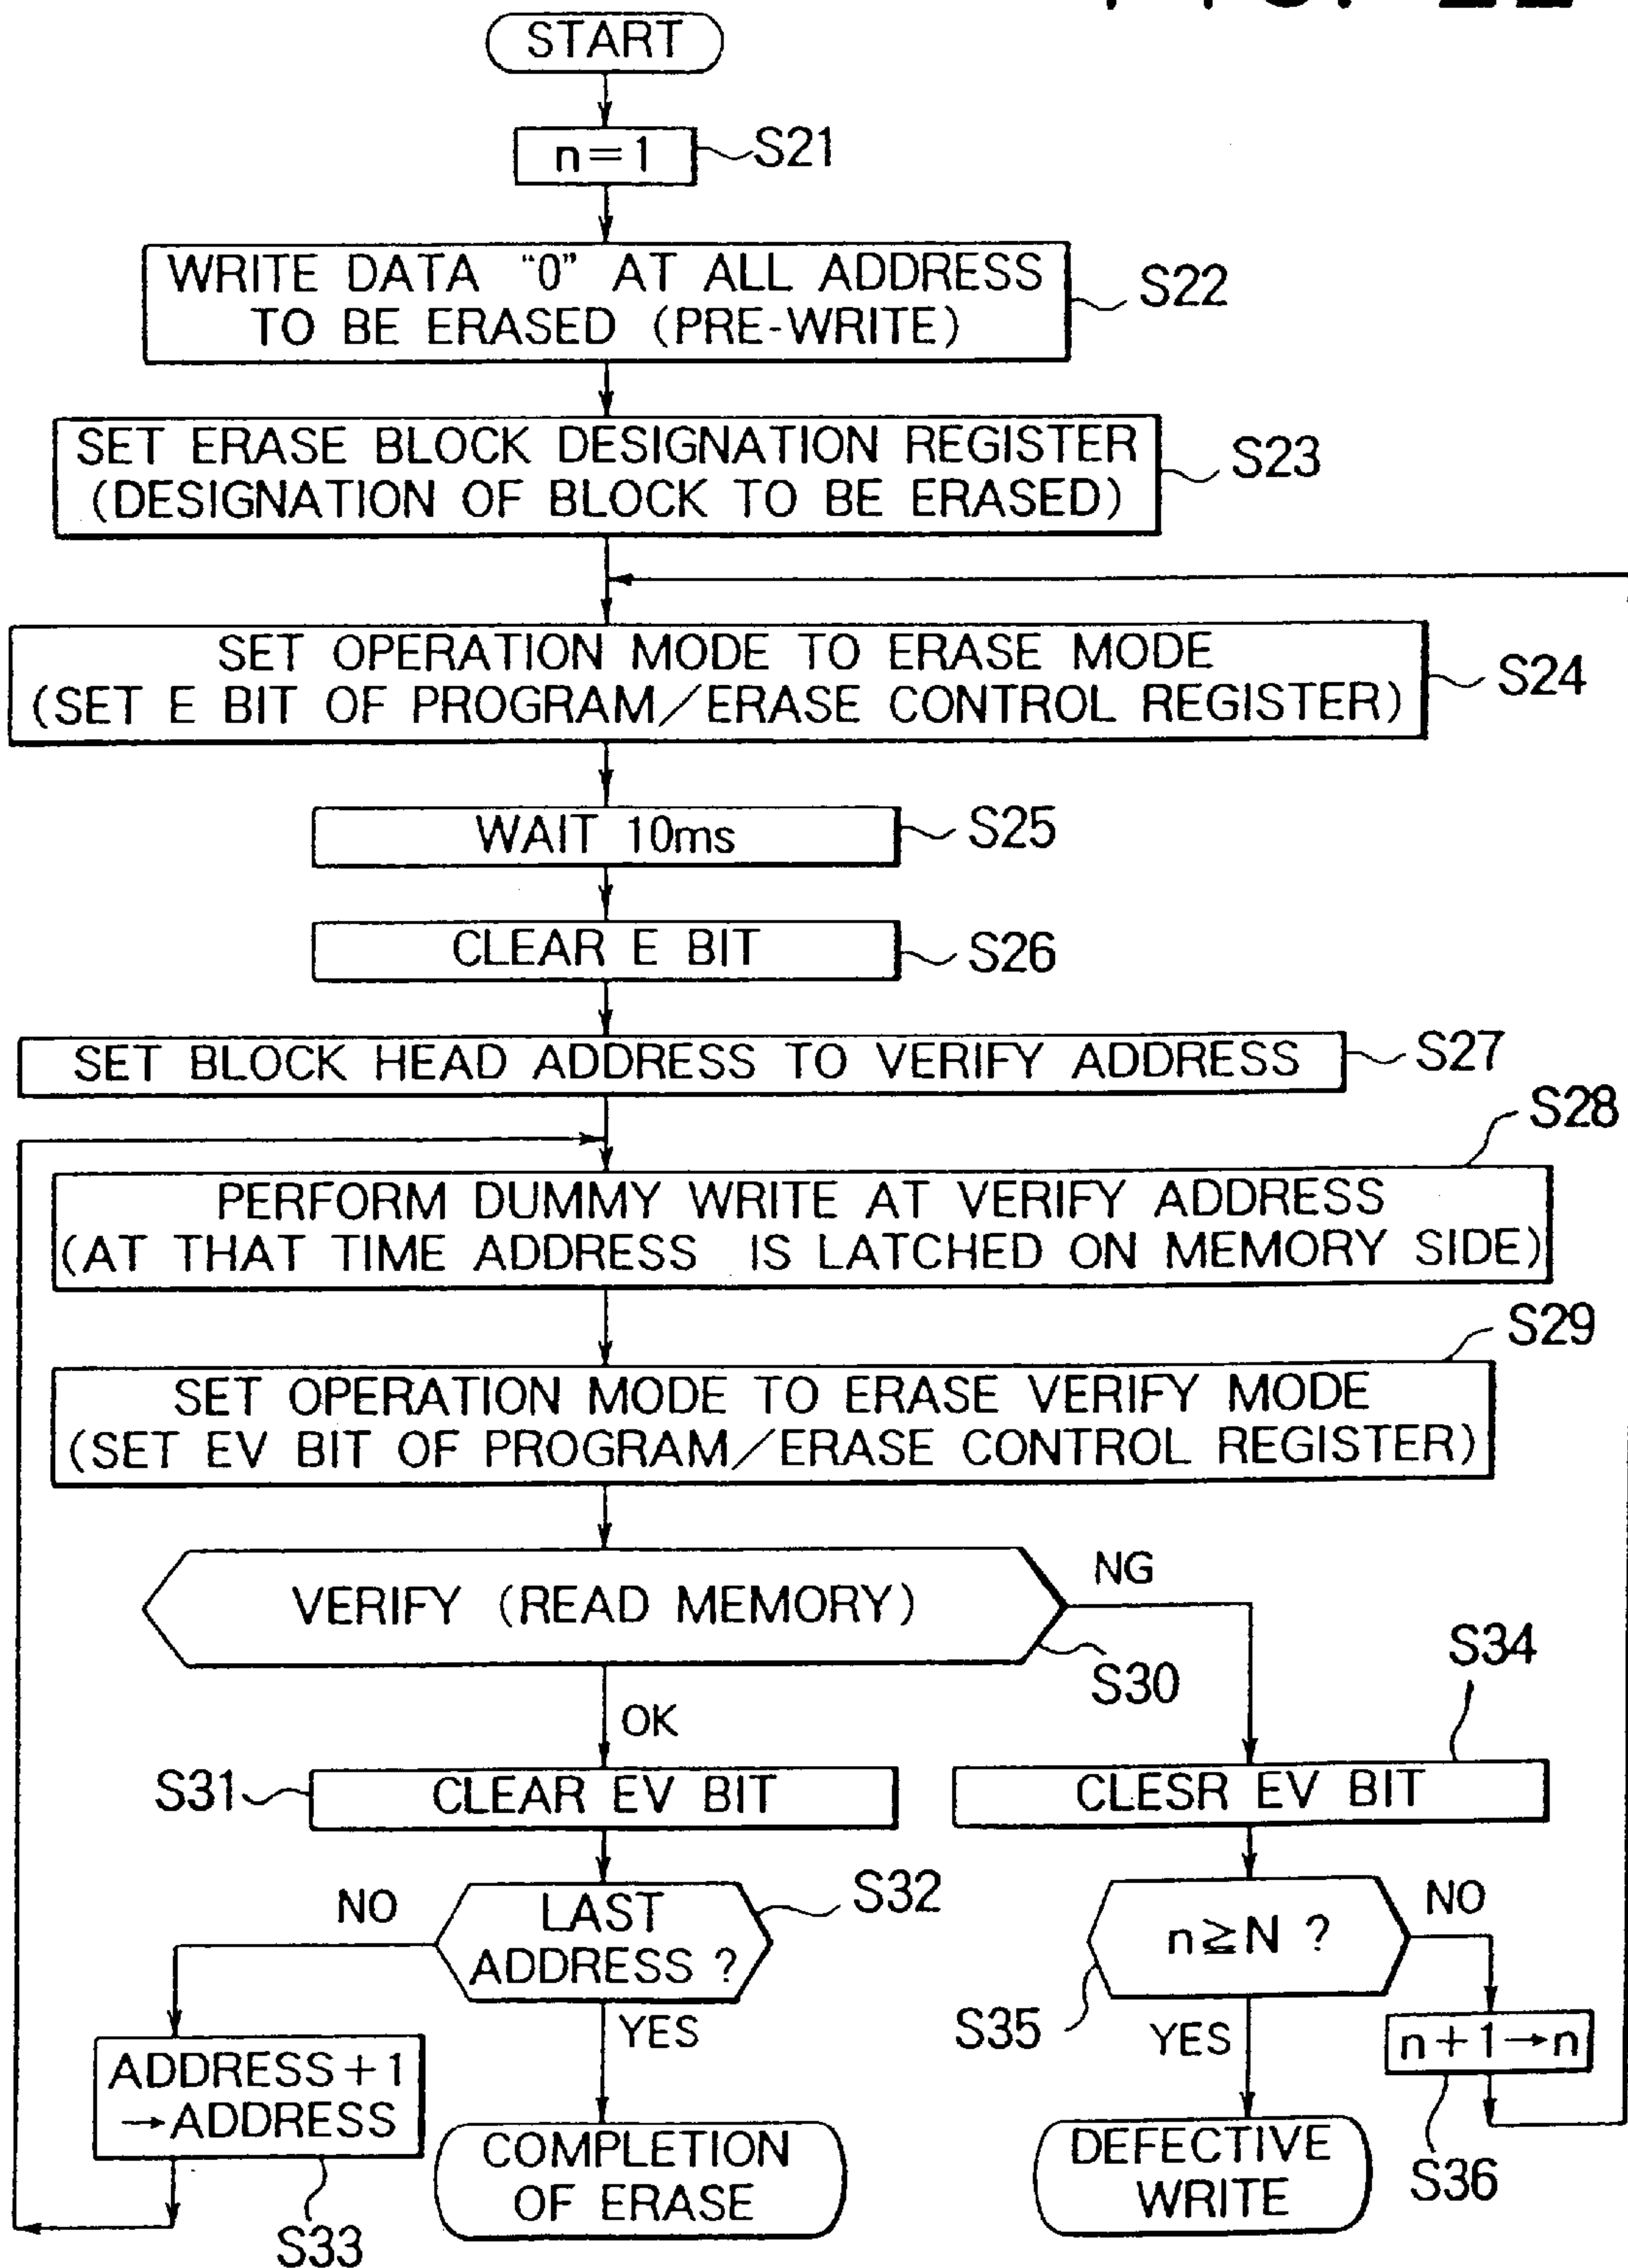 START
n=1
S21
WRITE DATA "0" AT ALL ADDRESS
TO BE ERASED (PRE-WRITE)
S22
SET ERASE BLOCK DESIGNATION REGISTER
(DESIGNATION OF BLOCK TO BE ERASED)
S23
SET OPERATION MODE TO ERASE MODE
(SET E BIT OF PROGRAM/ERASE CONTROL REGISTER)
S24
WAIT 10ms
S25
CLEAR E BIT
S26
SET BLOCK HEAD ADDRESS TO VERIFY ADDRESS
S27
S28
PERFORM DUMMY WRITE AT VERIFY ADDRESS
(AT THAT TIME ADDRESS IS LATCHED ON MEMORY SIDE)
S29
SET OPERATION MODE TO ERASE VERIFY MODE
(SET EV BIT OF PROGRAM/ERASE CONTROL REGISTER)
VERIFY (READ MEMORY)
NG
S30
OK
S34
S31
CLEAR EV BIT
CLESR EV BIT
NO
LAST
ADDRESS ?
S32
n≧N ?
NO
S35
YES
YES
ADDRESS+1
→ADDRESS
n+1→n
S33
COMPLETION
OF ERASE
DEFECTIVE
WRITE
S36